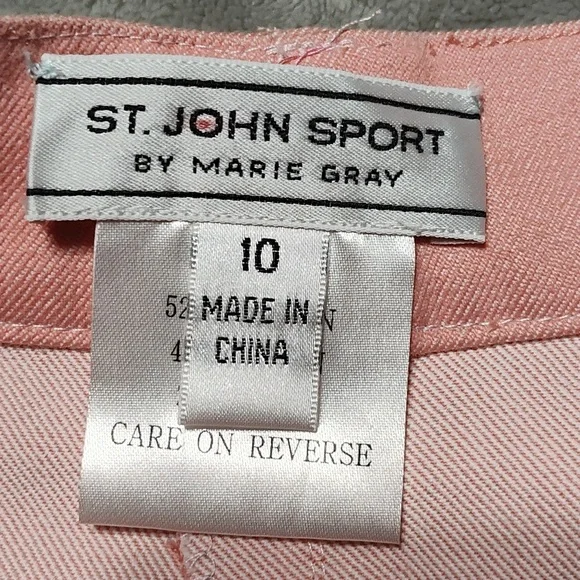 ST. JOHN SPORT
BY MARIE GRAY
10
MADE IN
CHINA
CARE ON REVERSE